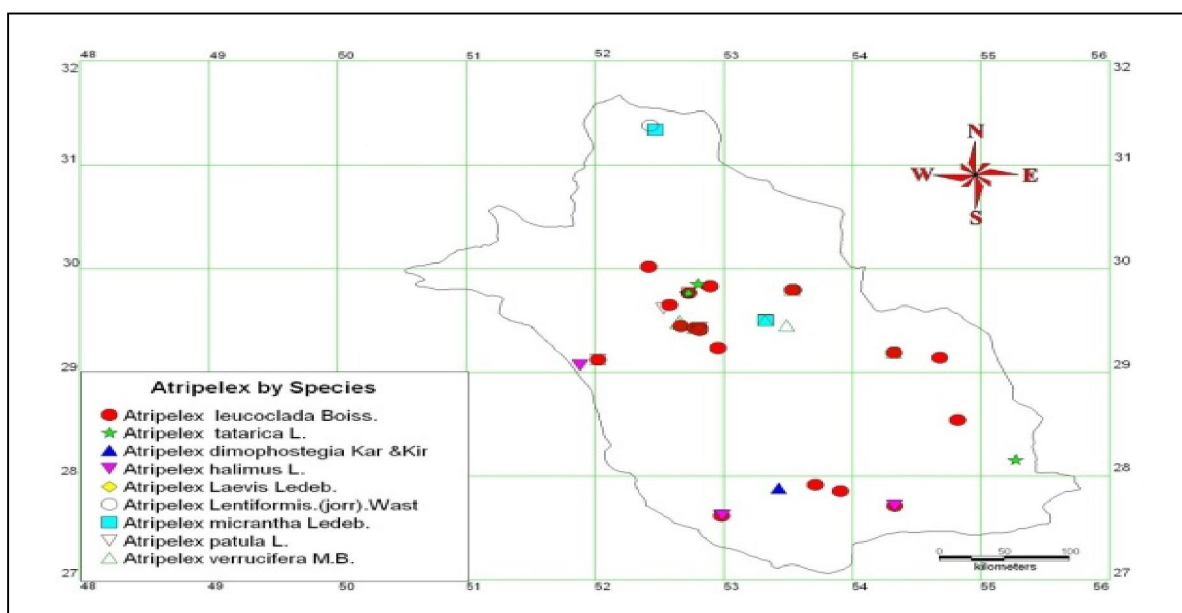 48 49 50 51 52 53 54 55 56
32 32
N
31 31
W E
S
30 30
29 29
Atripelex by Species
Atripelex leucoclada Boiss.
Atripelex tatarica L.
Atripelex dimophostegia Kar &Kir
Atripelex halimus L.
28 28
Atripelex Laevis Ledeb.
Atripelex Lentiformis.(jorr).Wast
Atripelex micrantha Ledeb.
Atripelex patula L.
Atripelex verrucifera M.B.
0 50 100
kilometers
27 27
48 49 50 51 52 53 54 55 56